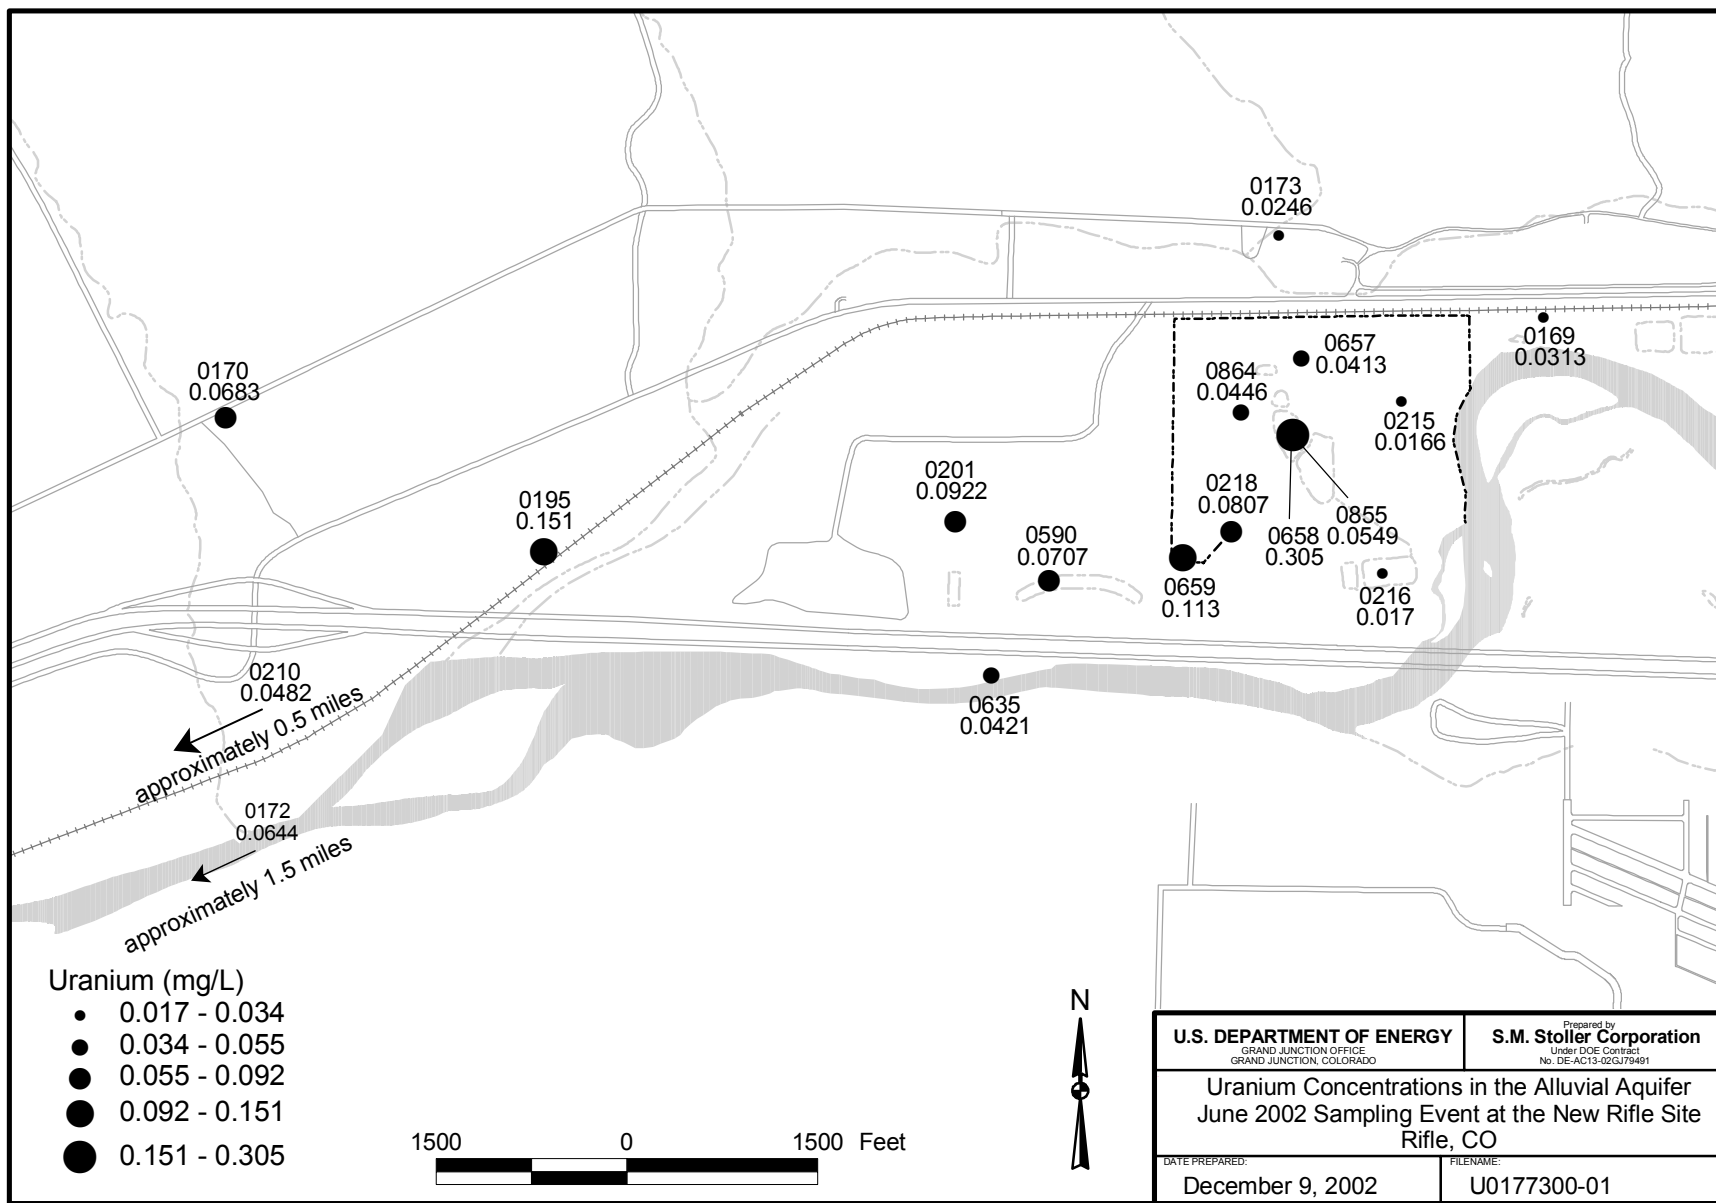 0173
0.0246
0169
0.0313
0657
0.0413
0864
0.0446
0170
0.0683
0215
0.0166
0201
0.0922
0195
0.151
0218
0.0807
0855
0.0549
0658
0.305
0590
0.0707
0659
0.113
0216
0.017
0210
0.0482
approximately 0.5 miles
0635
0.0421
0172
0.0644
approximately 1.5 miles
Uranium (mg/L)
0.017 - 0.034
0.034 - 0.055
0.055 - 0.092
0.092 - 0.151
0.151 - 0.305
1500 0 1500 Feet
N
U.S. DEPARTMENT OF ENERGY
GRAND JUNCTION OFFICE
GRAND JUNCTION, COLORADO
Prepared by
S.M. Stoller Corporation
Under DOE Contract
No. DE-AC13-02GJ79491
Uranium Concentrations in the Alluvial Aquifer
June 2002 Sampling Event at the New Rifle Site
Rifle, CO
DATE PREPARED:
December 9, 2002
FILENAME:
U0177300-01